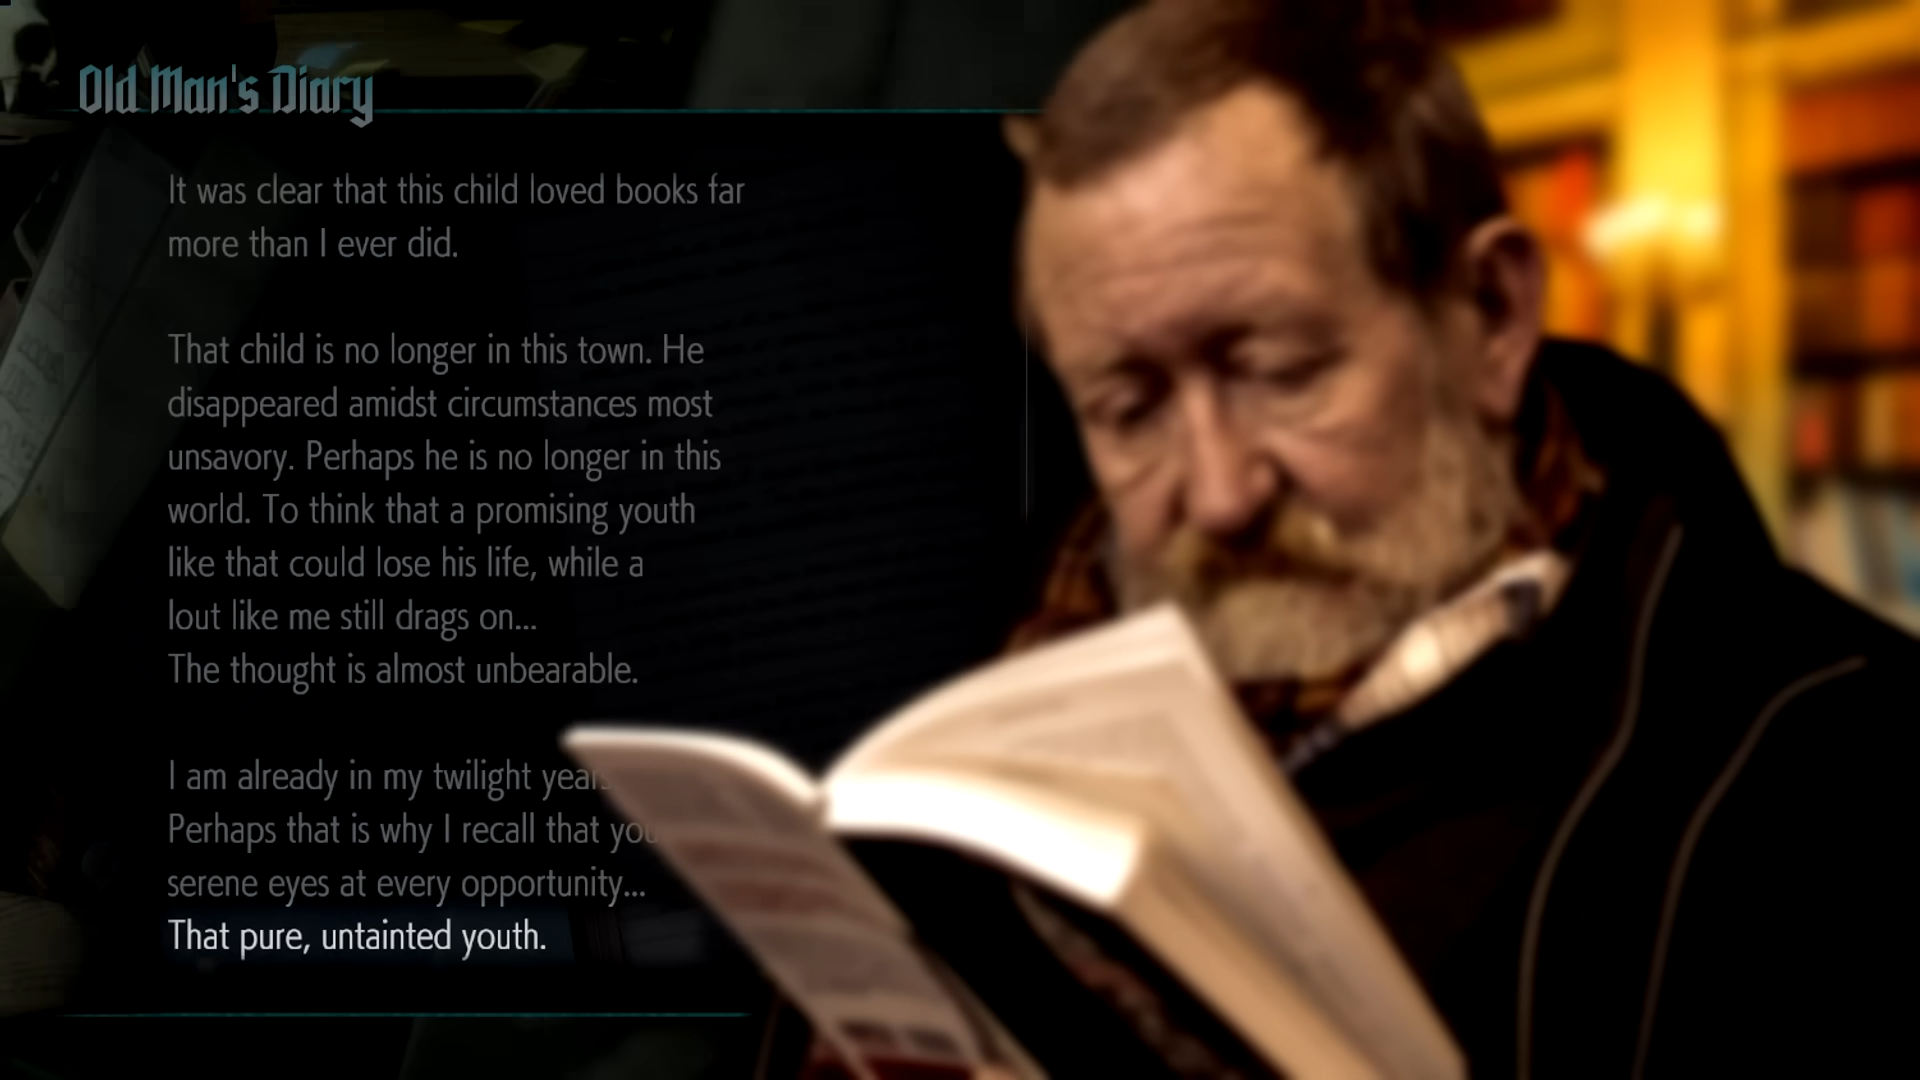 Old Man's Diary
It was clear that this child loved books far
more than I ever did.
That child is no longer in this town. He
disappeared amidst circumstances most
unsavory. Perhaps he is no longer in this
world. To think that a promising youth
like that could lose his life, while a
lout like me still drags on...
The thought is almost unbearable.
I am already in my twilight
Perhaps that is why I recall that
serene eyes at every opportunity...
That pure, untainted youth.